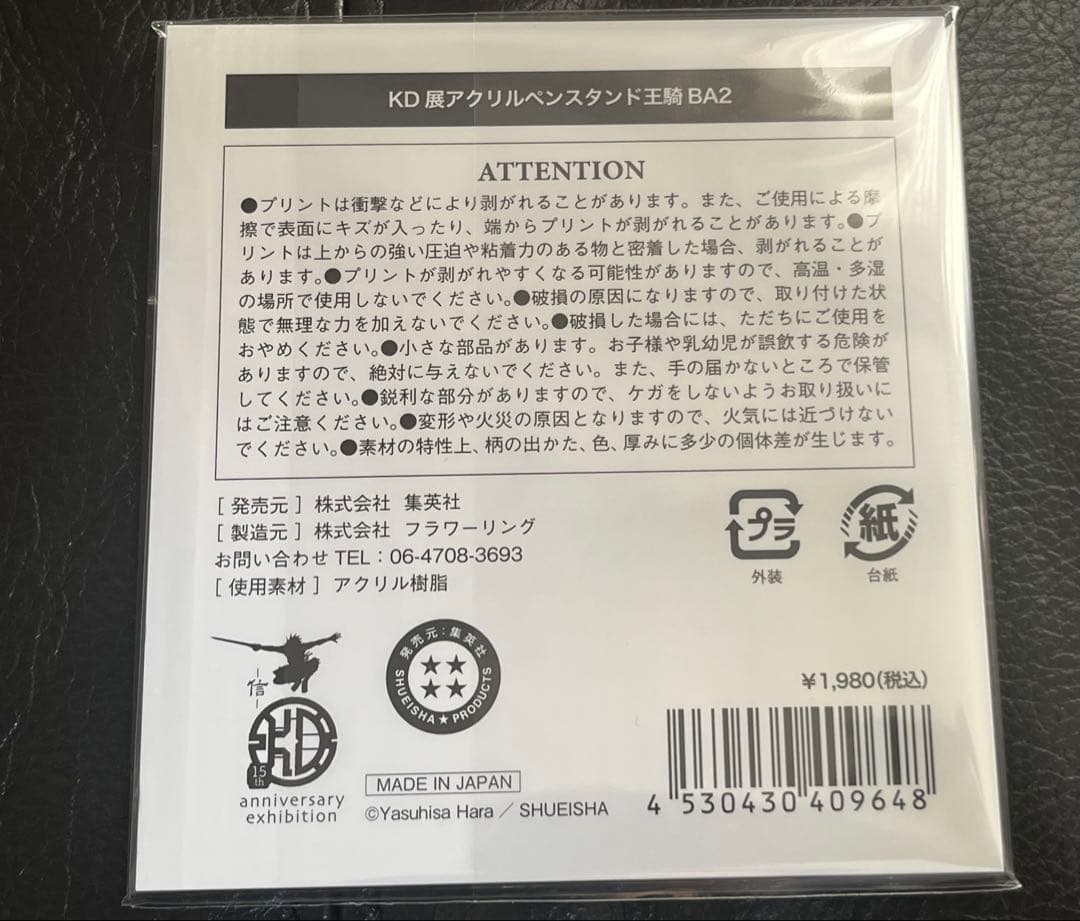 KD 展アクリルペンスタンド王騎 BA2
ATTENTION
●プリントは衝撃などにより剥がれることがあります。また、ご使用による摩
擦で表面にキズが入ったり、端からプリントが剥がれることがあります。●プ
リントは上からの強い圧迫や粘着力のある物と密着した場合、剥がれることが
あります。●プリントが剥がれやすくなる可能性がありますので、高温・多湿
の場所で使用しないでください。●破損の原因になりますので、取り付けた状
態で無理な力を加えないでください。●破損した場合には、ただちにご使用を
おやめください。●小さな部品があります。お子様や乳幼児が誤飲する危険が
ありますので、絶対に与えないでください。また、手の届かないところで保管
してください。●鋭利な部分がありますので、ケガをしないようお取り扱いに
はご注意ください。●変形や火災の原因となりますので、火気には近づけない
でください。●素材の特性上、柄の出かた、色、厚みに多少の個体差が生じます。
[ 発売元 ] 株式会社 集英社
[ 製造元 ] 株式会社 フラワーリング
お問い合わせ TEL：06-4708-3693
[ 使用素材 ] アクリル樹脂
プラ
外装
紙
台紙
-信-
KD
15th
anniversary
exhibition
発売元：集英社
SHUEISHA★PRODUCTS
MADE IN JAPAN
©Yasuhisa Hara／SHUEISHA
¥1,980(税込)
4 530430 409648